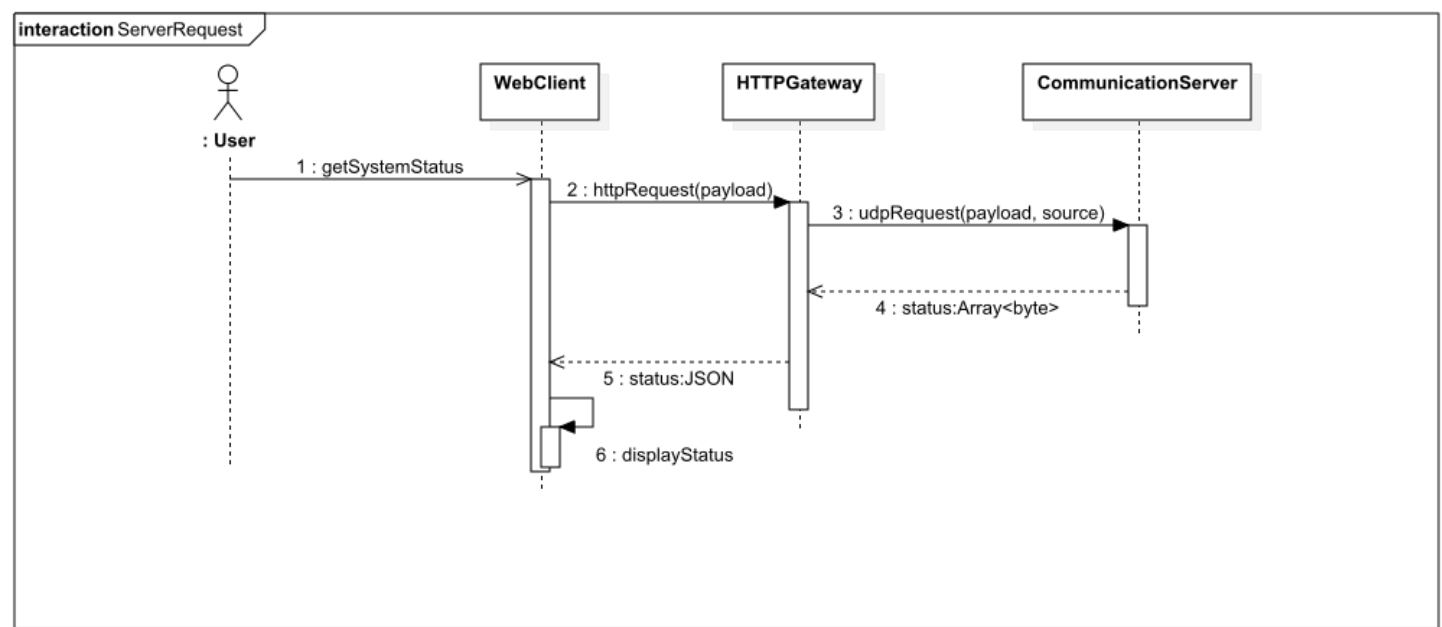 interaction ServerRequest
: User
WebClient
HTTPGateway
CommunicationServer
1 : getSystemStatus
2 : httpRequest(payload)
3 : udpRequest(payload, source)
4 : status:Array<byte>
5 : status:JSON
6 : displayStatus